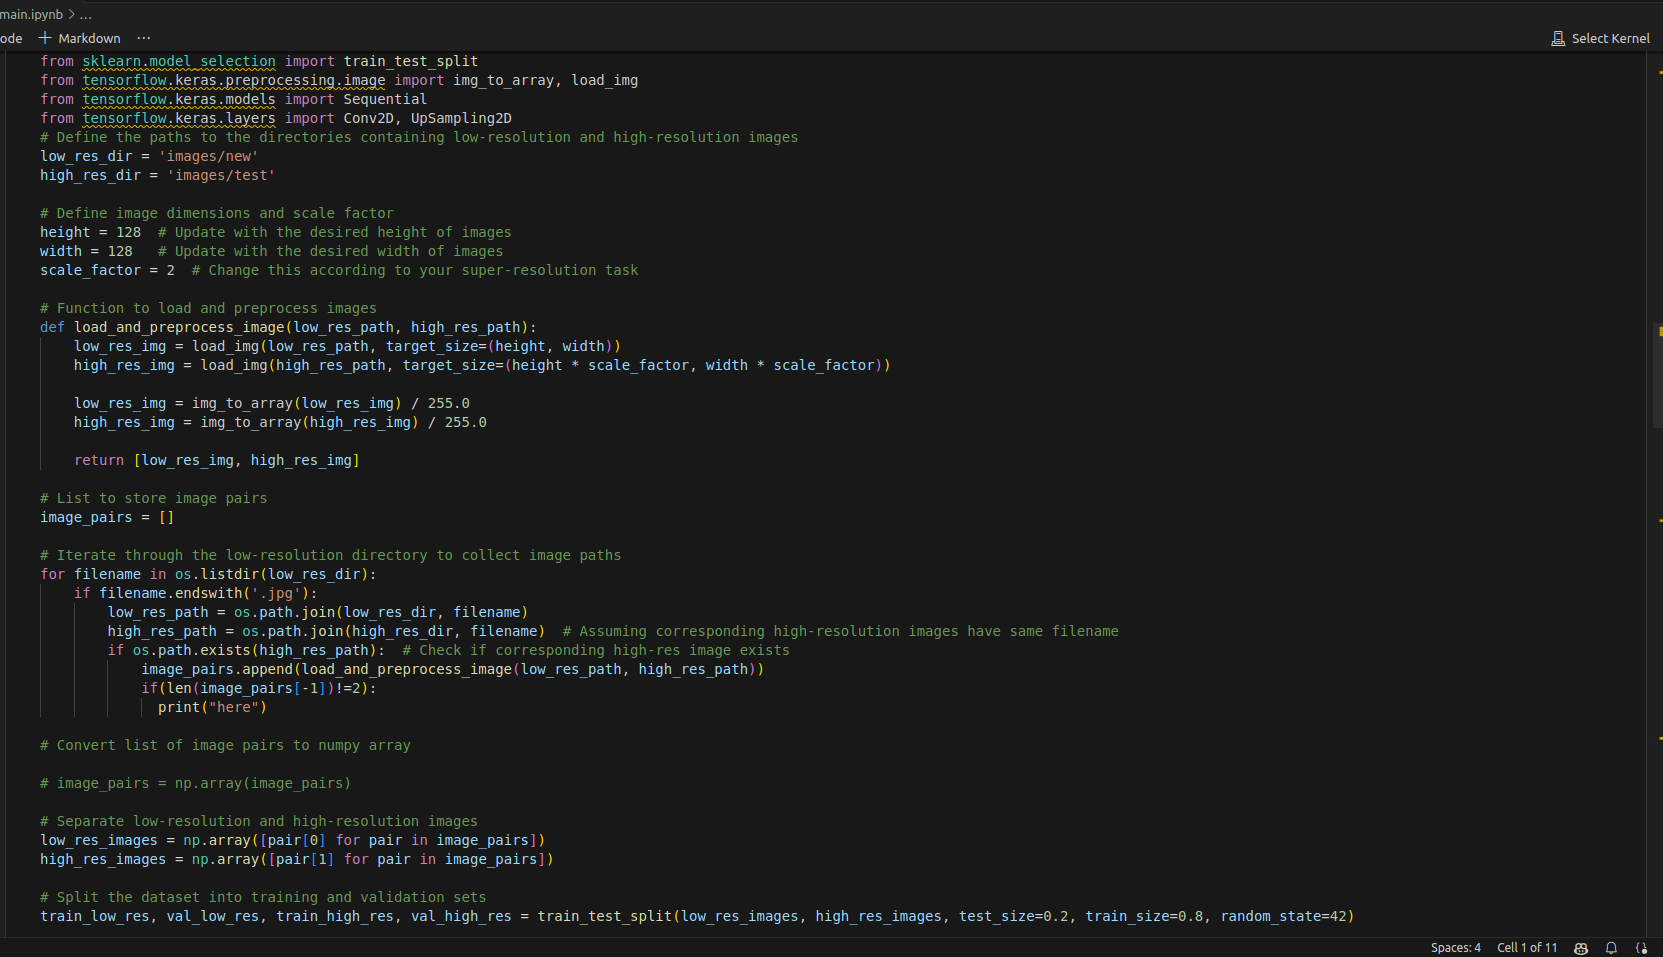 main.ipynb > ...
ode + Markdown ...
Select Kernel
from sklearn.model_selection import train_test_split
from tensorflow.keras.preprocessing.image import img_to_array, load_img
from tensorflow.keras.models import Sequential
from tensorflow.keras.layers import Conv2D, UpSampling2D
# Define the paths to the directories containing low-resolution and high-resolution images
low_res_dir = 'images/new'
high_res_dir = 'images/test'

# Define image dimensions and scale factor
height = 128  # Update with the desired height of images
width = 128   # Update with the desired width of images
scale_factor = 2  # Change this according to your super-resolution task

# Function to load and preprocess images
def load_and_preprocess_image(low_res_path, high_res_path):
    low_res_img = load_img(low_res_path, target_size=(height, width))
    high_res_img = load_img(high_res_path, target_size=(height * scale_factor, width * scale_factor))

    low_res_img = img_to_array(low_res_img) / 255.0
    high_res_img = img_to_array(high_res_img) / 255.0

    return [low_res_img, high_res_img]

# List to store image pairs
image_pairs = []

# Iterate through the low-resolution directory to collect image paths
for filename in os.listdir(low_res_dir):
    if filename.endswith('.jpg'):
        low_res_path = os.path.join(low_res_dir, filename)
        high_res_path = os.path.join(high_res_dir, filename)  # Assuming corresponding high-resolution images have same filename
        if os.path.exists(high_res_path):  # Check if corresponding high-res image exists
            image_pairs.append(load_and_preprocess_image(low_res_path, high_res_path))
            if(len(image_pairs[-1])!=2):
              print("here")

# Convert list of image pairs to numpy array

# image_pairs = np.array(image_pairs)

# Separate low-resolution and high-resolution images
low_res_images = np.array([pair[0] for pair in image_pairs])
high_res_images = np.array([pair[1] for pair in image_pairs])

# Split the dataset into training and validation sets
train_low_res, val_low_res, train_high_res, val_high_res = train_test_split(low_res_images, high_res_images, test_size=0.2, train_size=0.8, random_state=42)
Spaces: 4 Cell 1 of 11